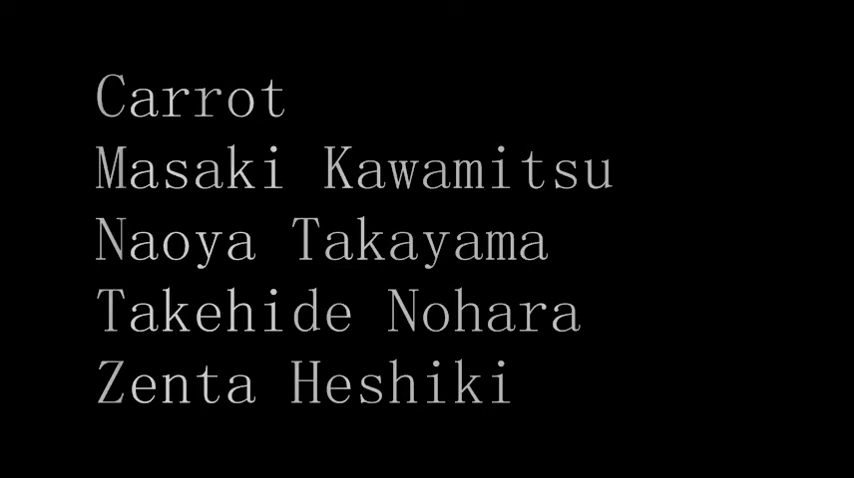 Carrot
Masaki Kawamitsu
Naoya Takayama
Takehide Nohara
Zenta Heshiki